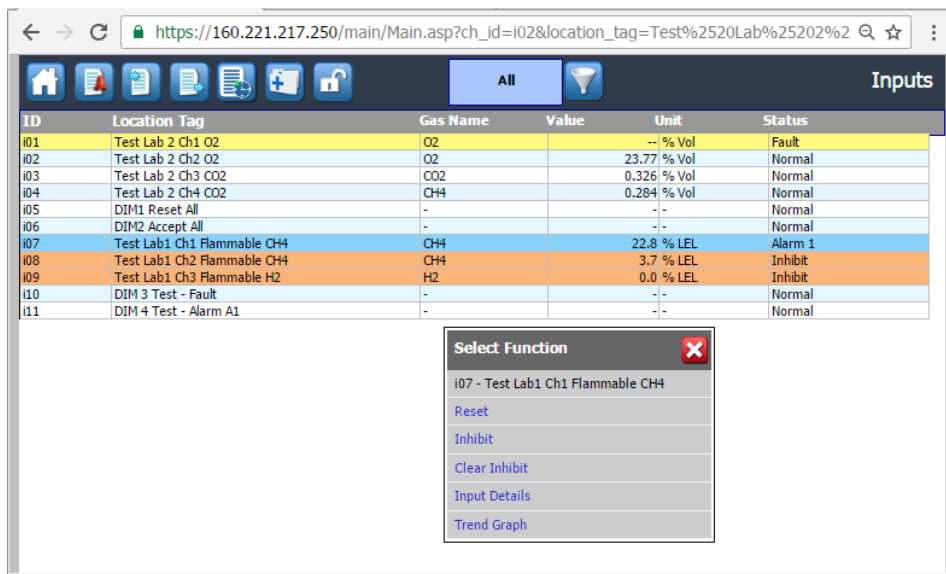 https://160.221.217.250/main/Main.asp?ch_id=i02&location_tag=Test%2520Lab%25202%2
All Inputs
ID Location Tag Gas Name Value Unit Status
i01 Test Lab 2 Ch1 O2 O2 -- % Vol Fault
i02 Test Lab 2 Ch2 O2 O2 23.77 % Vol Normal
i03 Test Lab 2 Ch3 CO2 CO2 0.326 % Vol Normal
i04 Test Lab 2 Ch4 CO2 CH4 0.284 % Vol Normal
i05 DIM1 Reset All - - - Normal
i06 DIM2 Accept All - - - Normal
i07 Test Lab1 Ch1 Flammable CH4 CH4 22.8 % LEL Alarm 1
i08 Test Lab1 Ch2 Flammable CH4 CH4 3.7 % LEL Inhibit
i09 Test Lab1 Ch3 Flammable H2 H2 0.0 % LEL Inhibit
i10 DIM 3 Test - Fault - - - Normal
i11 DIM 4 Test - Alarm A1 - - - Normal
Select Function
i07 - Test Lab1 Ch1 Flammable CH4
Reset
Inhibit
Clear Inhibit
Input Details
Trend Graph